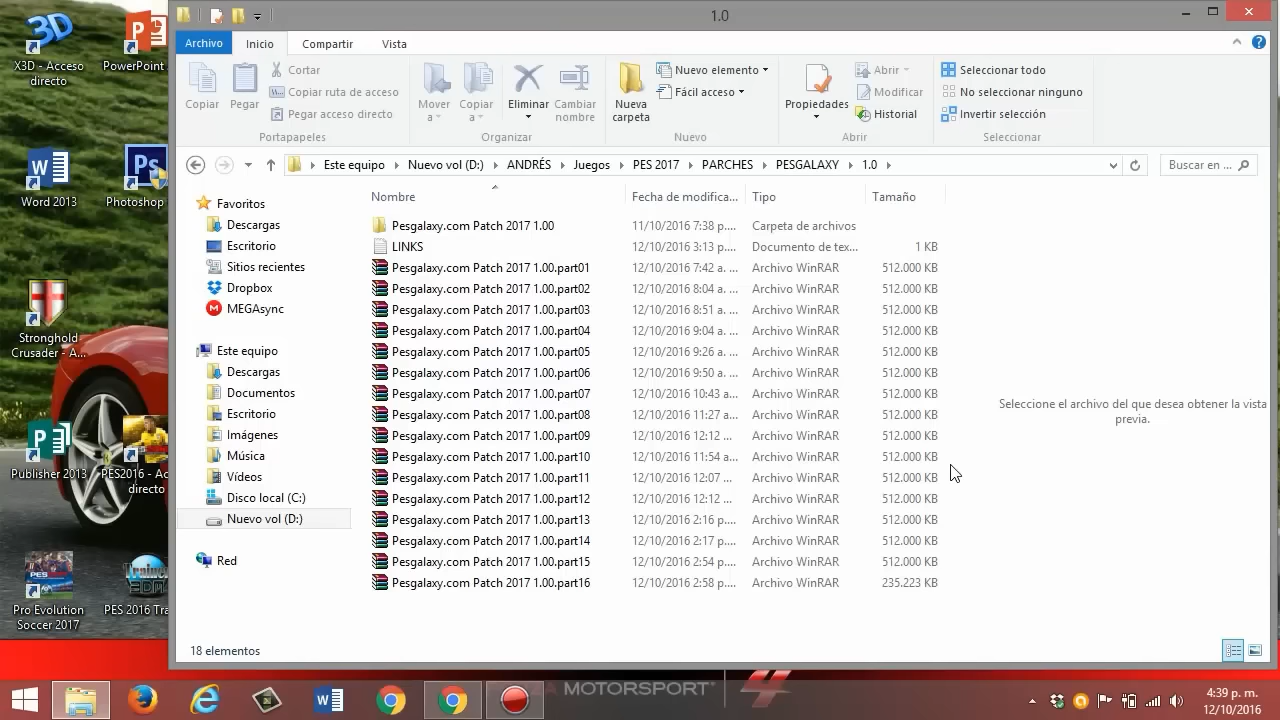 X3D - Acceso
directo
PowerPoint
Word 2013
Photoshop
Stronghold
Crusader - A...
Publisher 2013
PES2016 - Ac
directo
Pro Evolution
Soccer 2017
PES 2016 Tra
1.0
Archivo
Inicio
Compartir
Vista
Copiar
Pegar
Cortar
Copiar ruta de acceso
Pegar acceso directo
Portapapeles
Mover
a
Copiar
a
Eliminar
Cambiar
nombre
Organizar
Nueva
carpeta
Nuevo elemento
Fácil acceso
Nuevo
Propiedades
Abrir
Modificar
Historial
Abrir
Seleccionar todo
No seleccionar ninguno
Invertir selección
Seleccionar
Este equipo
Nuevo vol (D:)
ANDRÉS
Juegos
PES 2017
PARCHES
PESGALAXY
1.0
Buscar en ...
Favoritos
Descargas
Escritorio
Sitios recientes
Dropbox
MEGAsync
Este equipo
Descargas
Documentos
Escritorio
Imágenes
Música
Vídeos
Disco local (C:)
Nuevo vol (D:)
Red
Nombre Fecha de modifica... Tipo Tamaño
Pesgalaxy.com Patch 2017 1.00 11/10/2016 7:38 p.... Carpeta de archivos
LINKS 12/10/2016 3:13 p.... Documento de tex... 1 KB
Pesgalaxy.com Patch 2017 1.00.part01 12/10/2016 7:42 a. ... Archivo WinRAR 512.000 KB
Pesgalaxy.com Patch 2017 1.00.part02 12/10/2016 8:04 a. ... Archivo WinRAR 512.000 KB
Pesgalaxy.com Patch 2017 1.00.part03 12/10/2016 8:51 a. ... Archivo WinRAR 512.000 KB
Pesgalaxy.com Patch 2017 1.00.part04 12/10/2016 9:04 a. ... Archivo WinRAR 512.000 KB
Pesgalaxy.com Patch 2017 1.00.part05 12/10/2016 9:26 a. ... Archivo WinRAR 512.000 KB
Pesgalaxy.com Patch 2017 1.00.part06 12/10/2016 9:50 a. ... Archivo WinRAR 512.000 KB
Pesgalaxy.com Patch 2017 1.00.part07 12/10/2016 10:43 a... Archivo WinRAR 512.000 KB
Pesgalaxy.com Patch 2017 1.00.part08 12/10/2016 11:27 a... Archivo WinRAR 512.000 KB
Pesgalaxy.com Patch 2017 1.00.part09 12/10/2016 12:12 ... Archivo WinRAR 512.000 KB
Pesgalaxy.com Patch 2017 1.00.part10 12/10/2016 11:54 a... Archivo WinRAR 512.000 KB
Pesgalaxy.com Patch 2017 1.00.part11 12/10/2016 12:07 ... Archivo WinRAR 512.000 KB
Pesgalaxy.com Patch 2017 1.00.part12 12/10/2016 12:12 ... Archivo WinRAR 512.000 KB
Pesgalaxy.com Patch 2017 1.00.part13 12/10/2016 2:16 p.... Archivo WinRAR 512.000 KB
Pesgalaxy.com Patch 2017 1.00.part14 12/10/2016 2:17 p.... Archivo WinRAR 512.000 KB
Pesgalaxy.com Patch 2017 1.00.part15 12/10/2016 2:54 p.... Archivo WinRAR 512.000 KB
Pesgalaxy.com Patch 2017 1.00.part16 12/10/2016 2:58 p.... Archivo WinRAR 235.223 KB
Seleccione el archivo del que desea obtener la vista
previa.
18 elementos
MOTORSPORT 4
4:39 p. m.
12/10/2016